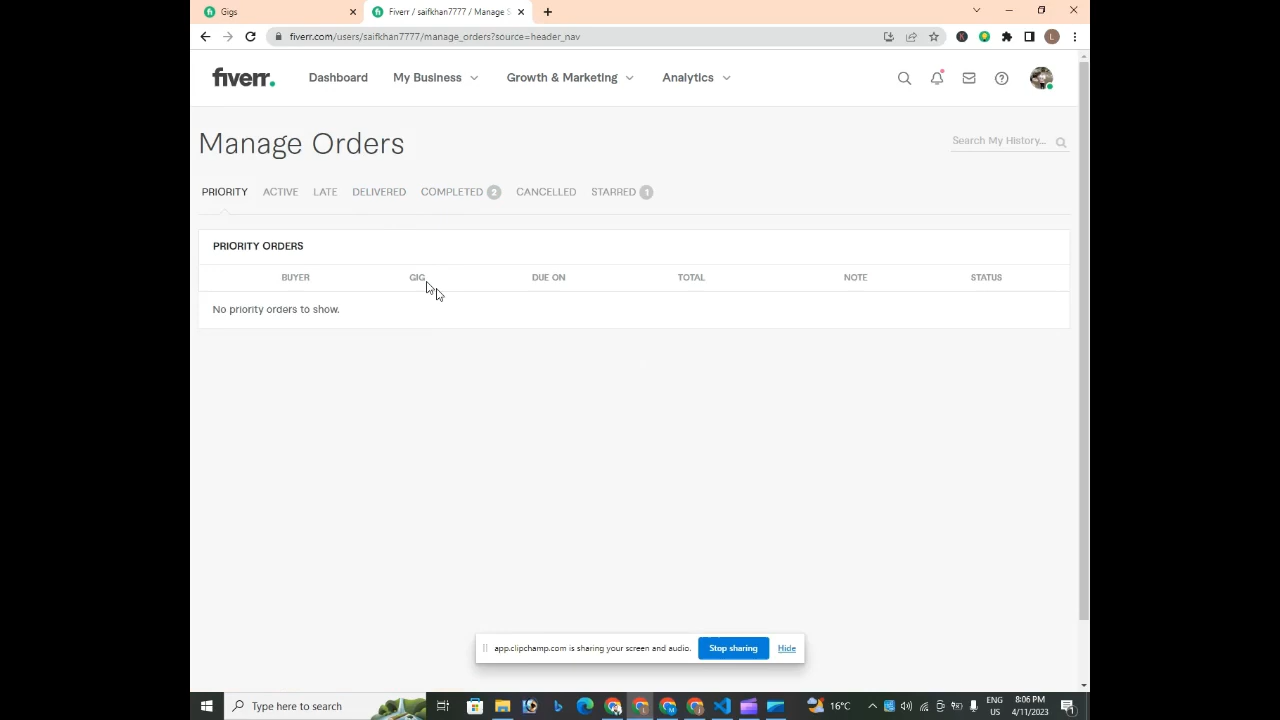 Gigs
Fiverr / saifkhan7777 / Manage S
fiverr.com/users/saifkhan7777/manage_orders?source=header_nav
L
fiverr.
Dashboard
My Business
Growth & Marketing
Analytics
Manage Orders
Search My History...
PRIORITY
ACTIVE
LATE
DELIVERED
COMPLETED 2
CANCELLED
STARRED 1
PRIORITY ORDERS
BUYER
GIG
DUE ON
TOTAL
NOTE
STATUS
No priority orders to show.
app.clipchamp.com is sharing your screen and audio.
Stop sharing
Hide
Type here to search
16°C
ENG
US
8:06 PM
4/11/2023